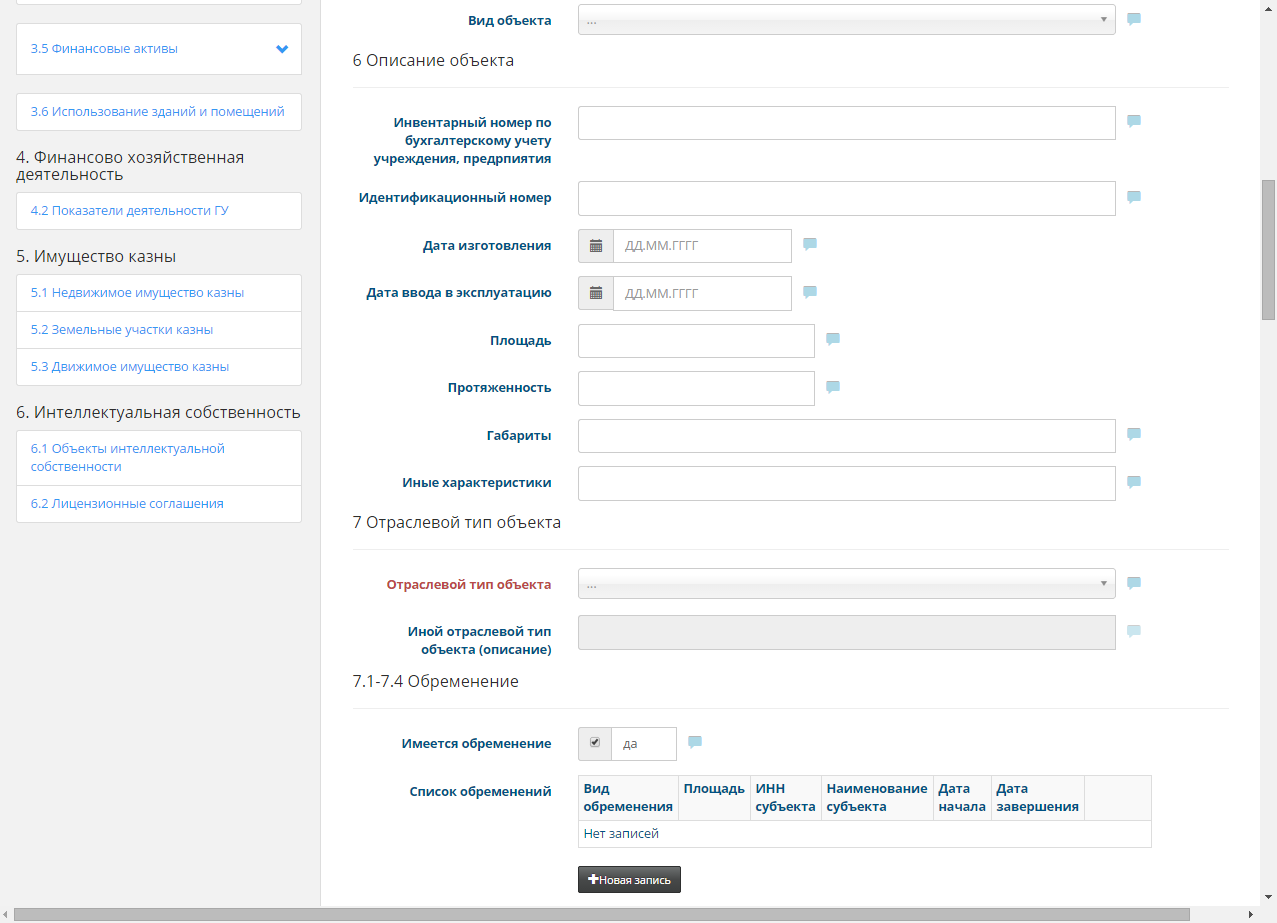 3.5 Финансовые активы
3.6 Использование зданий и помещений
4. Финансово хозяйственная
деятельность
4.2 Показатели деятельности ГУ
5. Имущество казны
5.1 Недвижимое имущество казны
5.2 Земельные участки казны
5.3 Движимое имущество казны
6. Интеллектуальная собственность
6.1 Объекты интеллектуальной
собственности
6.2 Лицензионные соглашения
Вид объекта
...
6 Описание объекта
Инвентарный номер по
бухгалтерскому учету
учреждения, предрпиятия
Идентификационный номер
Дата изготовления
ДД.ММ.ГГГГ
Дата ввода в эксплуатацию
ДД.ММ.ГГГГ
Площадь
Протяженность
Габариты
Иные характеристики
7 Отраслевой тип объекта
Отраслевой тип объекта
...
Иной отраслевой тип
объекта (описание)
7.1-7.4 Обременение
Имеется обременение
да
Список обременений
Вид
обременения
Площадь
ИНН
субъекта
Наименование
субъекта
Дата
начала
Дата
завершения
Нет записей
Новая запись